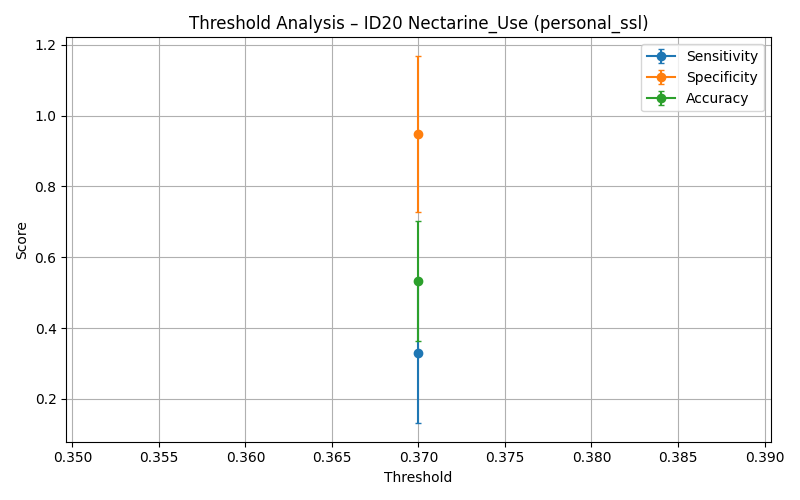 Threshold Analysis – ID20 Nectarine_Use (personal_ssl)
1.2
1.0
0.8
0.6
0.4
0.2
Score
Sensitivity
Specificity
Accuracy
0.350
0.355
0.360
0.365
0.370
0.375
0.380
0.385
0.390
Threshold